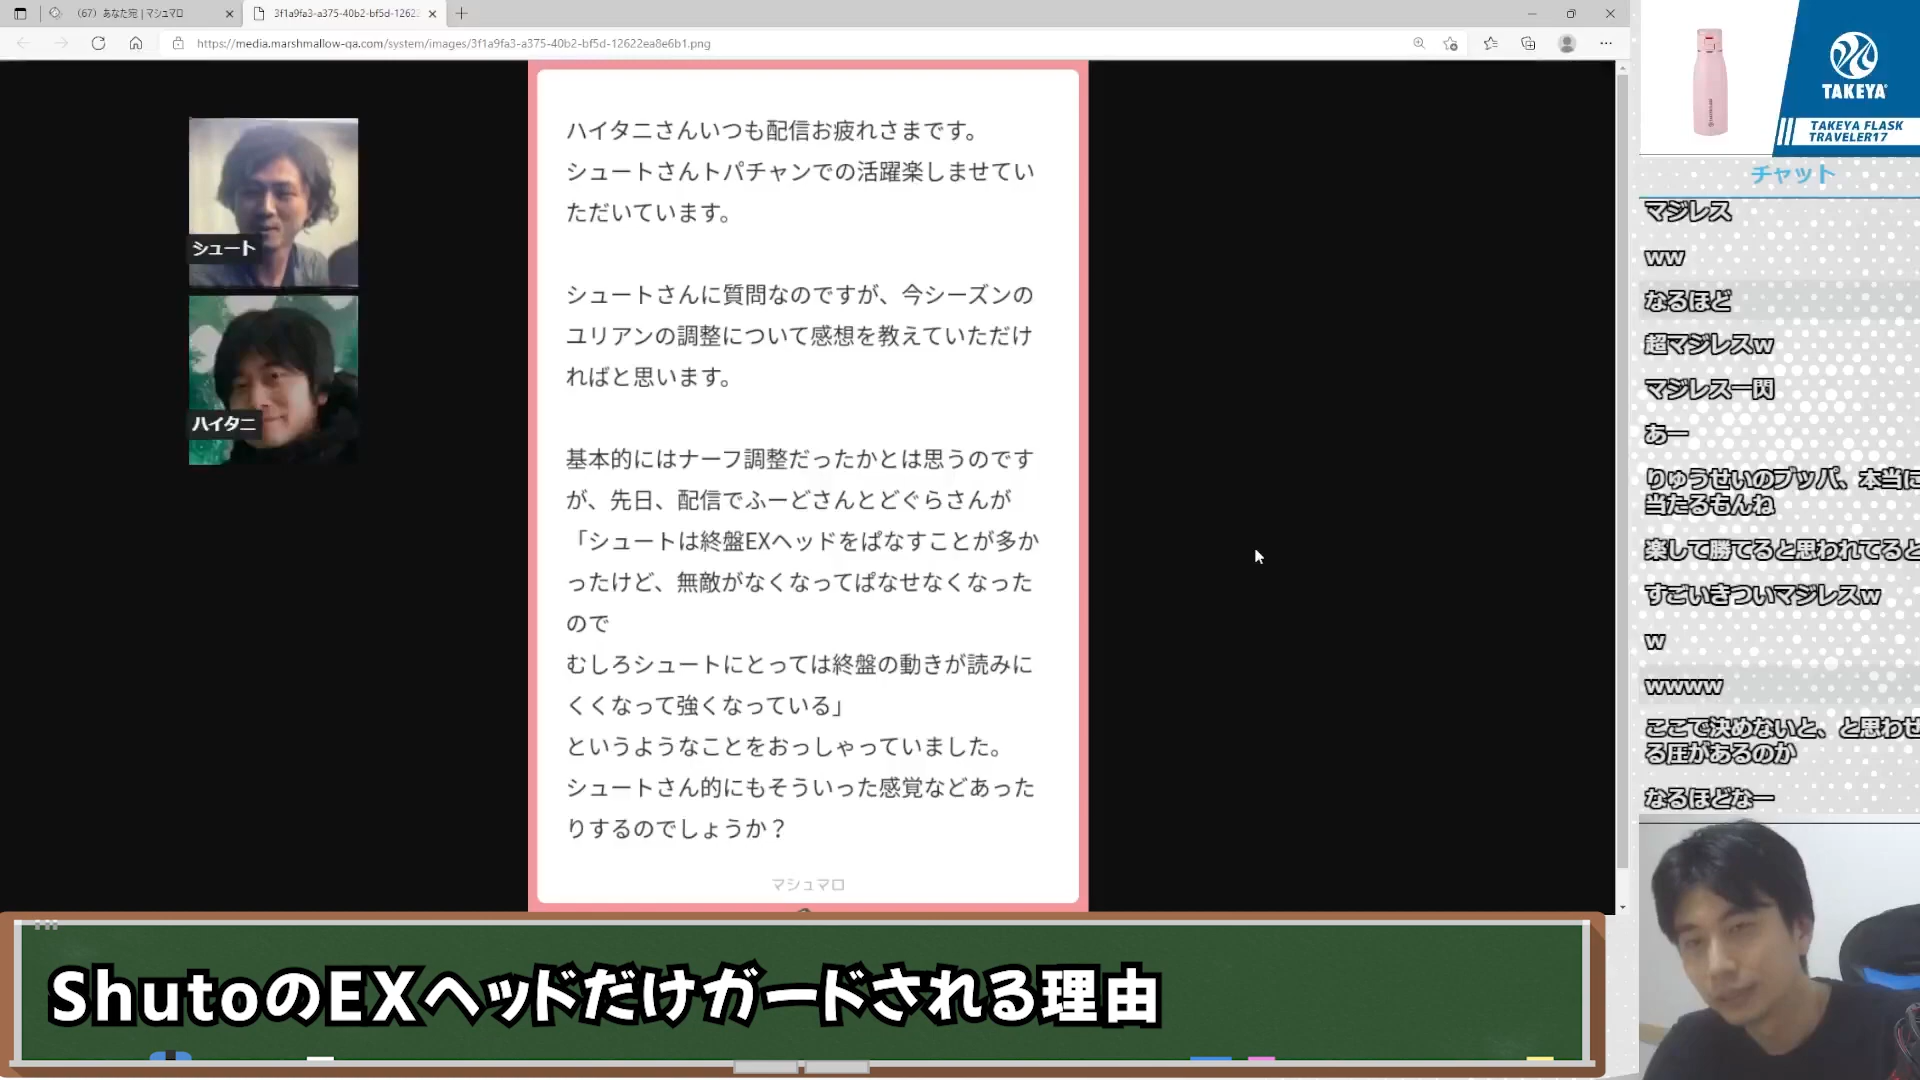 (67) あなた宛 | マシュマロ
3f1a9fa3-a375-40b2-bf5d-1262
https://media.marshmallow-qa.com/system/images/3f1a9fa3-a375-40b2-bf5d-12622ea8e6b1.png
シュート
ハイタニ
ハイタニさんいつも配信お疲れさまです。
シュートさんトパチャンでの活躍楽しませてい
ただいています。
シュートさんに質問なのですが、今シーズンの
ユリアンの調整について感想を教えていただけ
ればと思います。
基本的にはナーフ調整だったかとは思うのです
が、先日、配信でふーどさんとどぐらさんが
「シュートは終盤EXヘッドをぱなすことが多か
ったけど、無敵がなくなってぱなせなくなった
ので
むしろシュートにとっては終盤の動きが読みに
くくなって強くなっている」
というようなことをおっしゃっていました。
シュートさん的にもそういった感覚などあった
りするのでしょうか？
マシュマロ
TAKEYA
TAKEYA FLASK
TRAVELER17
チャット
マジレス
ww
なるほど
超マジレスw
マジレス一閃
あー
りゅうせいのブッパ、本当に
当たるもんね
楽して勝てると思われてると
すごいきついマジレスw
w
wwww
ここで決めないと、と思わせ
る圧があるのか
なるほどなー
ShutoのEXヘッドだけガードされる理由